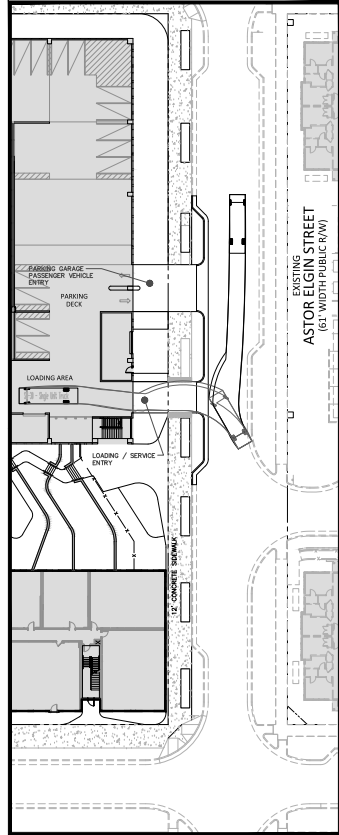 PARKING GARAGE
PASSENGER VEHICLE
ENTRY
PARKING
DECK
LOADING AREA
LOADING / SERVICE
ENTRY
12' CONCRETE SIDEWALK
EXISTING
ASTOR ELGIN STREET
(61' WIDTH PUBLIC R/W)